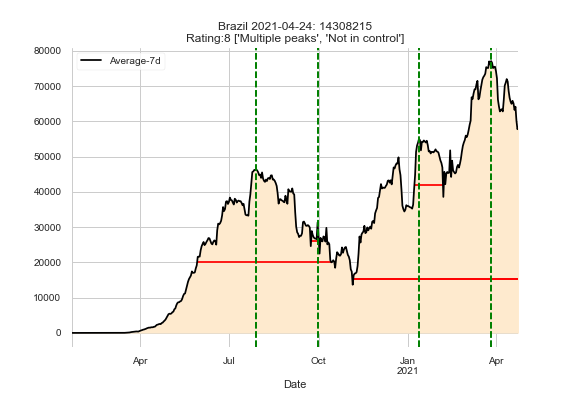 Brazil 2021-04-24: 14308215
Rating:8 ['Multiple peaks', 'Not in control']
Average-7d
80000
70000
60000
50000
40000
30000
20000
10000
0
Apr
Jul
Oct
Jan
2021
Apr
Date